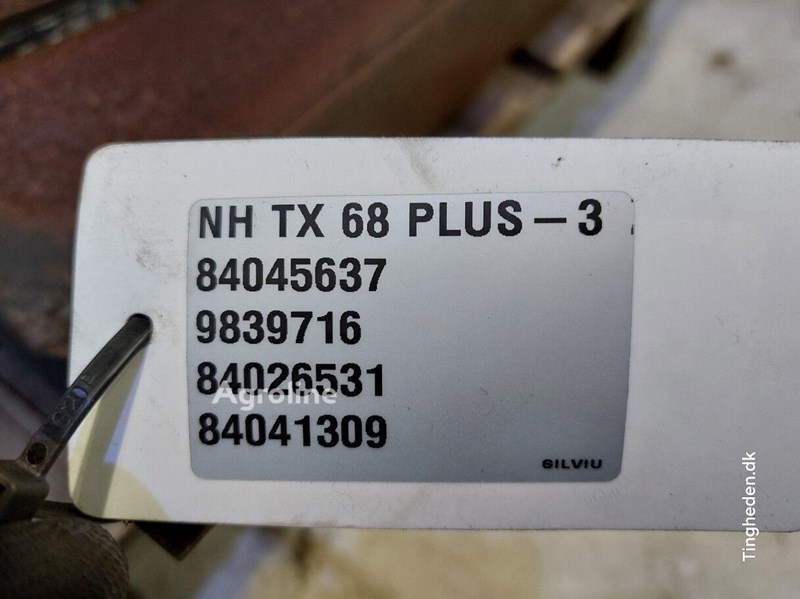 NH TX 68 PLUS – 3
84045637
9839716
84026531
Agroline
84041309
SILVIU
Tingheden.dk